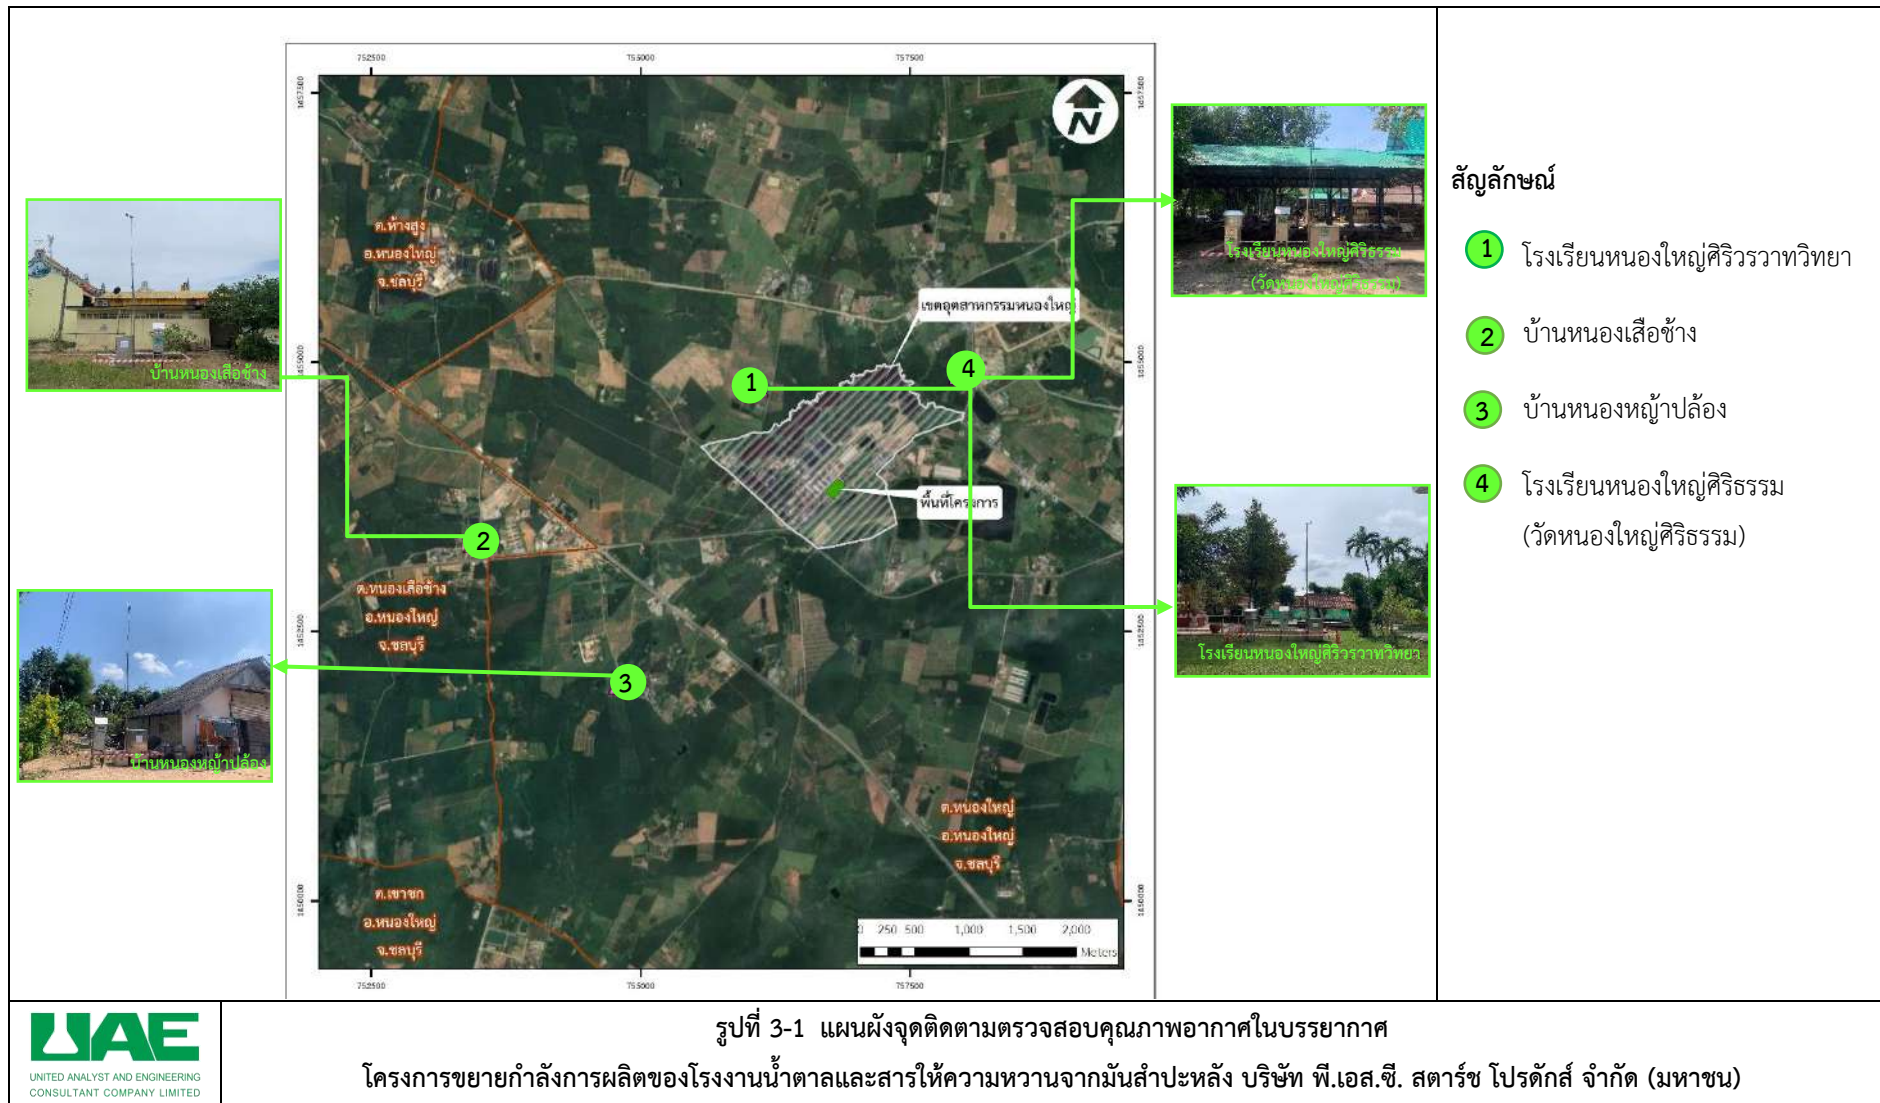 752500 755000 757500
1457500 1457500
N
ต.ห้างสูง
อ.หนองใหญ่
จ.ชลบุรี
เขตอุตสาหกรรมหนองใหญ่
1455000 1455000
1
4
พื้นที่โครงการ
2
ต.หนองเสือช้าง
อ.หนองใหญ่
จ.ชลบุรี
1452500 1452500
3
ต.หนองใหญ่
อ.หนองใหญ่
จ.ชลบุรี
ต.เขาซก
อ.หนองใหญ่
จ.ชลบุรี
1450000 1450000
0 250 500 1,000 1,500 2,000
Meters
752500 755000 757500
บ้านหนองเสือช้าง
บ้านหนองหญ้าปล้อง
โรงเรียนหนองใหญ่ศิริธรรม
(วัดหนองใหญ่ศิริธรรม)
โรงเรียนหนองใหญ่ศิริวรวาทวิทยา
สัญลักษณ์
1 โรงเรียนหนองใหญ่ศิริวรวาทวิทยา
2 บ้านหนองเสือช้าง
3 บ้านหนองหญ้าปล้อง
4 โรงเรียนหนองใหญ่ศิริธรรม
(วัดหนองใหญ่ศิริธรรม)
UAE
UNITED ANALYST AND ENGINEERING
CONSULTANT COMPANY LIMITED
รูปที่ 3-1 แผนผังจุดติดตามตรวจสอบคุณภาพอากาศในบรรยากาศ
โครงการขยายกำลังการผลิตของโรงงานน้ำตาลและสารให้ความหวานจากมันสำปะหลัง บริษัท พี.เอส.ซี. สตาร์ช โปรดักส์ จำกัด (มหาชน)